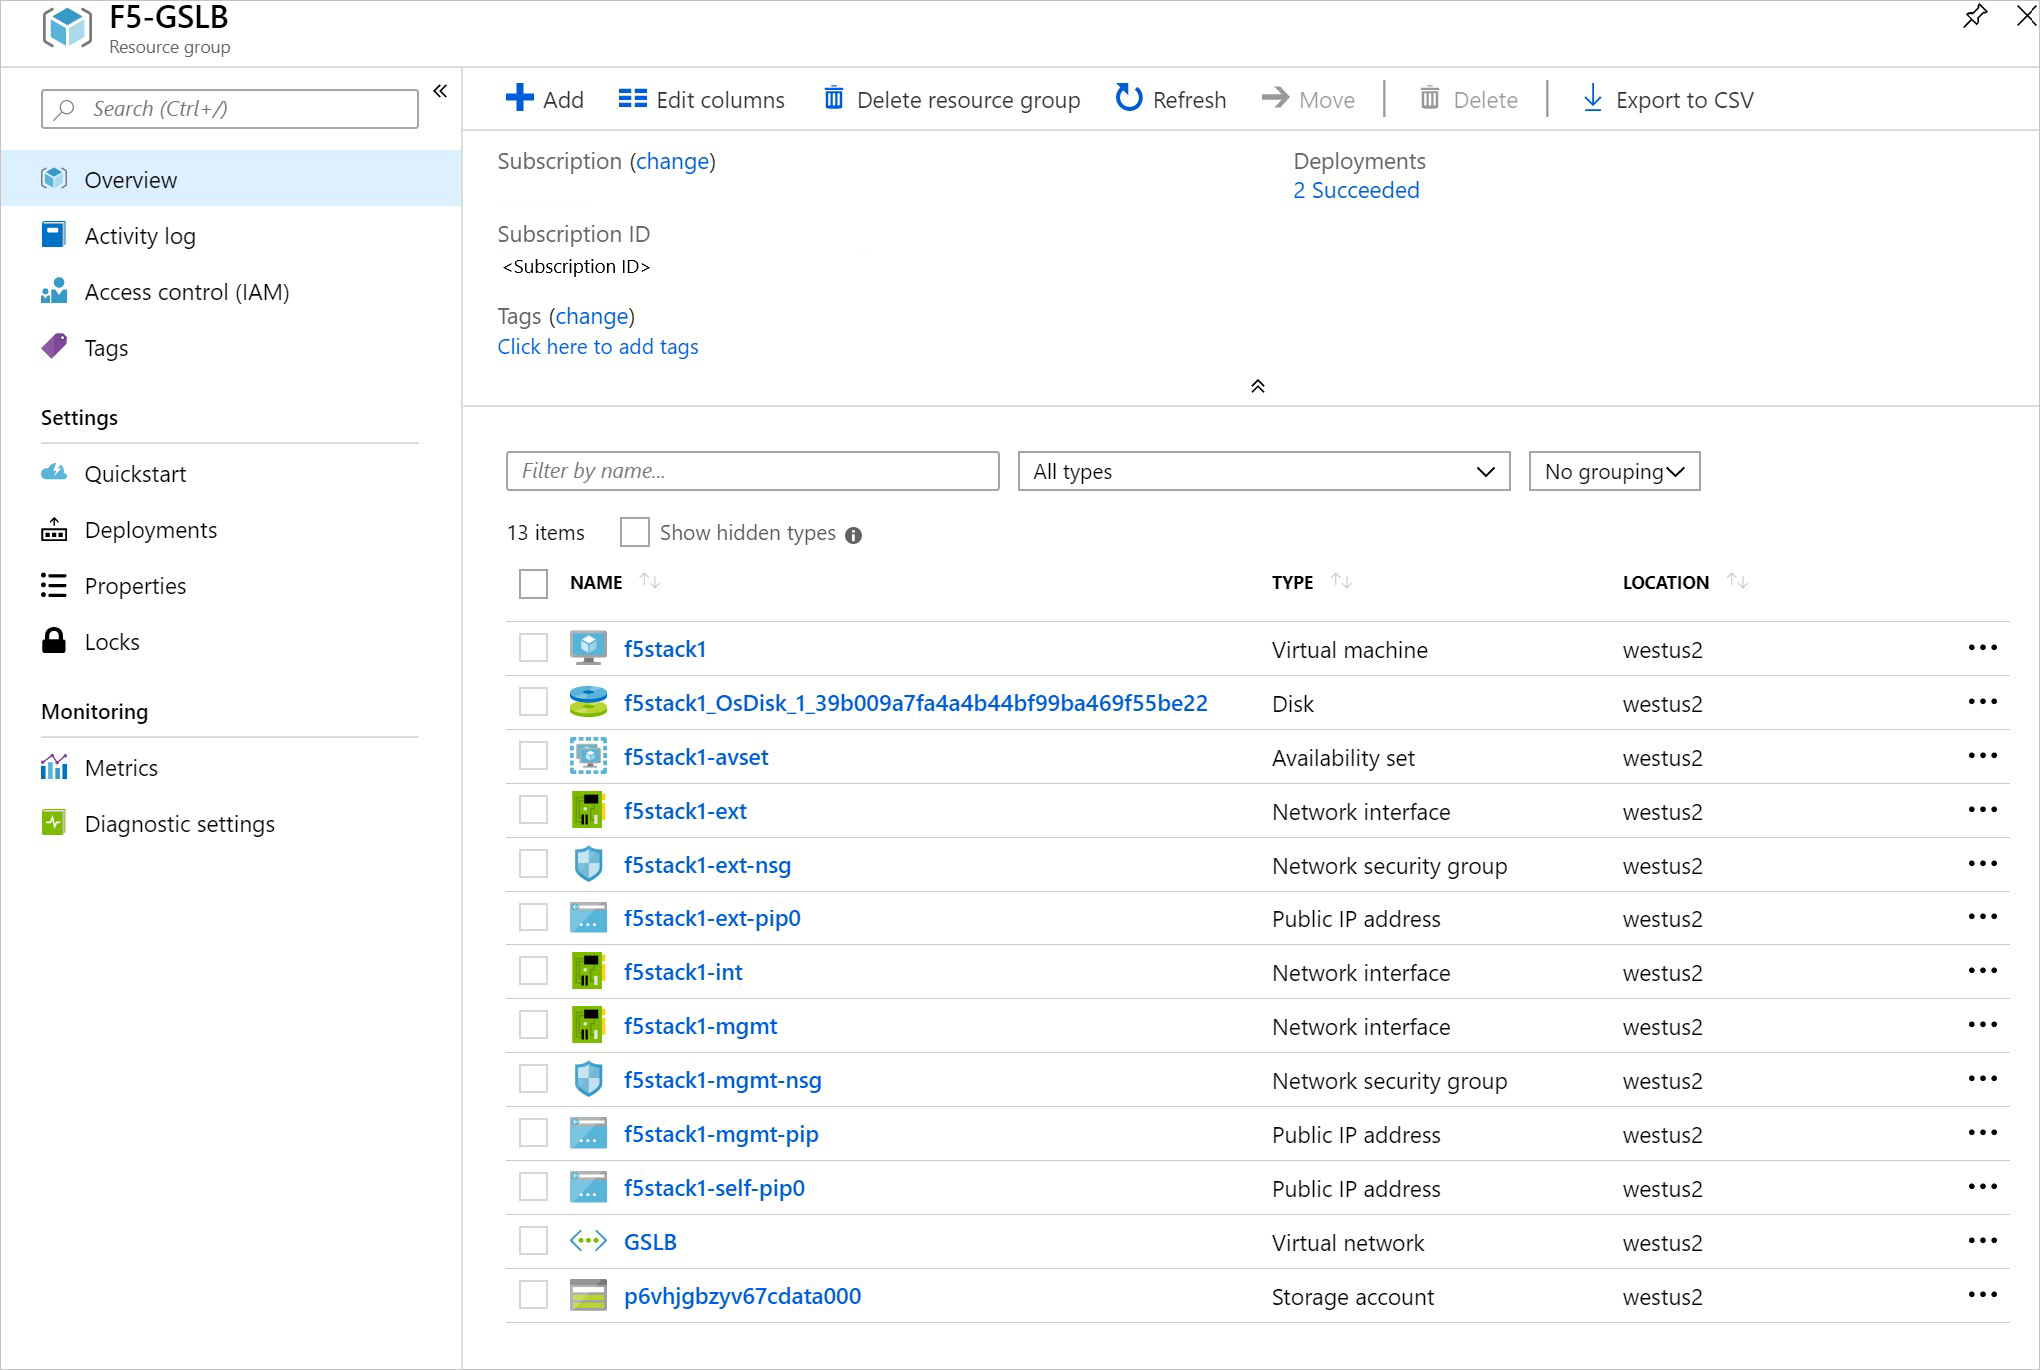 F5-GSLB
Resource group
Search (Ctrl+/)
Overview
Activity log
Access control (IAM)
Tags
Settings
Quickstart
Deployments
Properties
Locks
Monitoring
Metrics
Diagnostic settings
Add Edit columns Delete resource group Refresh Move Delete Export to CSV
Subscription (change)
Deployments
2 Succeeded
Subscription ID
<Subscription ID>
Tags (change)
Click here to add tags
Filter by name... All types No grouping
13 items Show hidden types
NAME TYPE LOCATION
f5stack1 Virtual machine westus2
f5stack1_OsDisk_1_39b009a7fa4a4b44bf99ba469f55be22 Disk westus2
f5stack1-avset Availability set westus2
f5stack1-ext Network interface westus2
f5stack1-ext-nsg Network security group westus2
f5stack1-ext-pip0 Public IP address westus2
f5stack1-int Network interface westus2
f5stack1-mgmt Network interface westus2
f5stack1-mgmt-nsg Network security group westus2
f5stack1-mgmt-pip Public IP address westus2
f5stack1-self-pip0 Public IP address westus2
GSLB Virtual network westus2
p6vhjgbzyv67cdata000 Storage account westus2